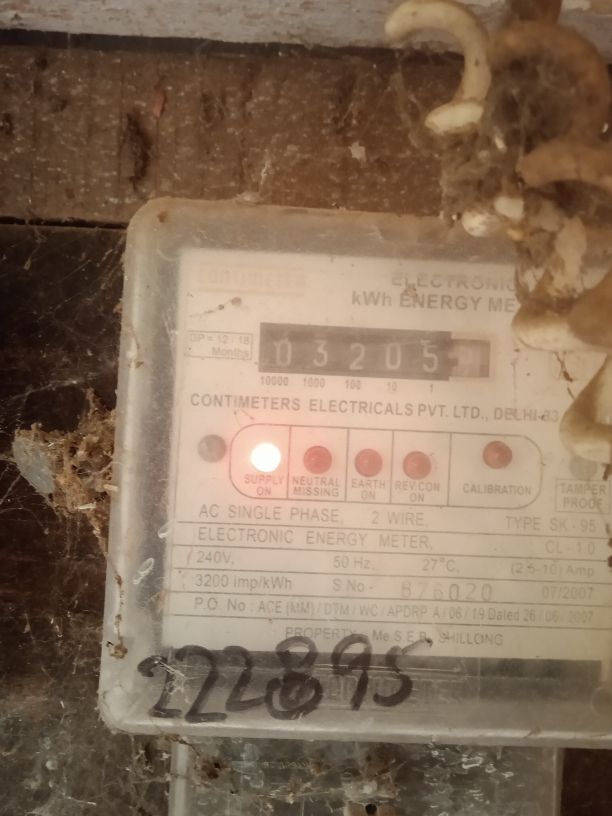 CONTIMETER
ELECTRONIC
kWh ENERGY ME
DP = 12 / 18
Months
0 3 2 0 5
10000 1000 100 10 1
CONTIMETERS ELECTRICALS PVT. LTD., DELHI-83
SUPPLY ON
NEUTRAL MISSING
EARTH ON
REV.CON ON
CALIBRATION
TAMPER PROOF
AC SINGLE PHASE, 2 WIRE, TYPE SK - 95
ELECTRONIC ENERGY METER, CL - 1.0
240V, 50 Hz, 27°C, (2.5-10) Amp
3200 imp/kWh S.No - 876020 07/2007
P.O. No : ACE (MM) / DTM / WC / APDRP A / 06 / 19 Dated 26 / 06 / 2007
PROPERTY : Me.S.E.B, SHILLONG
222895